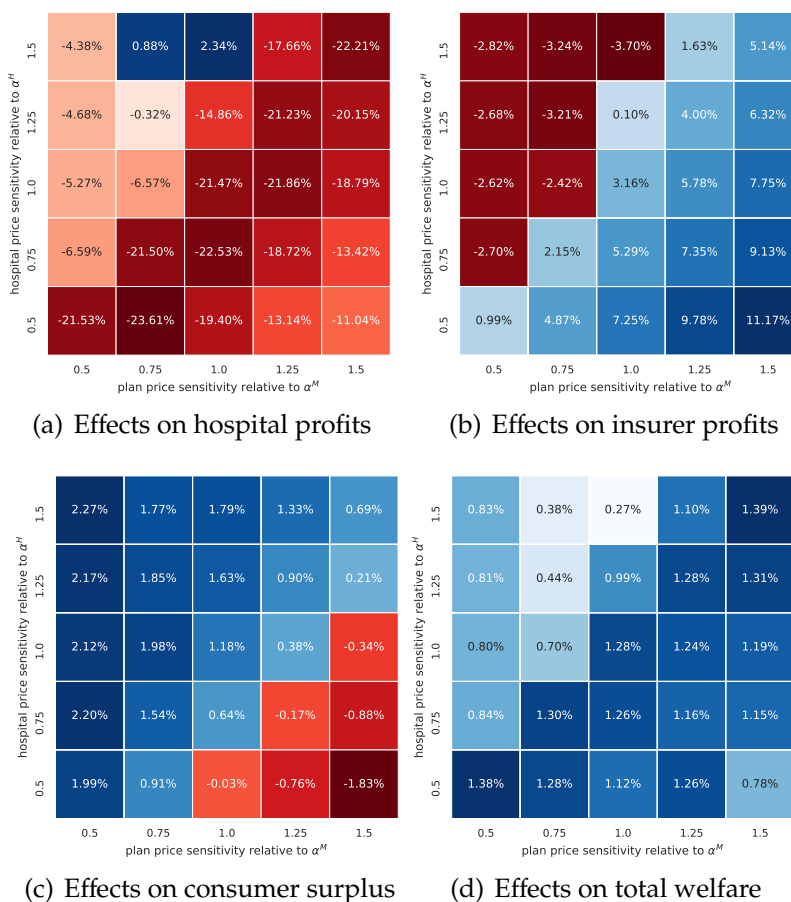 1.5 -4.38% 0.88% 2.34% -17.66% -22.21%
1.25 -4.68% -0.32% -14.86% -21.23% -20.15%
1.0 -5.27% -6.57% -21.47% -21.86% -18.79%
0.75 -6.59% -21.50% -22.53% -18.72% -13.42%
0.5 -21.53% -23.61% -19.40% -13.14% -11.04%
hospital price sensitivity relative to α^H
0.5 0.75 1.0 1.25 1.5
plan price sensitivity relative to α^M
(a) Effects on hospital profits
1.5 -2.82% -3.24% -3.70% 1.63% 5.14%
1.25 -2.68% -3.21% 0.10% 4.00% 6.32%
1.0 -2.62% -2.42% 3.16% 5.78% 7.75%
0.75 -2.70% 2.15% 5.29% 7.35% 9.13%
0.5 0.99% 4.87% 7.25% 9.78% 11.17%
hospital price sensitivity relative to α^H
0.5 0.75 1.0 1.25 1.5
plan price sensitivity relative to α^M
(b) Effects on insurer profits
1.5 2.27% 1.77% 1.79% 1.33% 0.69%
1.25 2.17% 1.85% 1.63% 0.90% 0.21%
1.0 2.12% 1.98% 1.18% 0.38% -0.34%
0.75 2.20% 1.54% 0.64% -0.17% -0.88%
0.5 1.99% 0.91% -0.03% -0.76% -1.83%
hospital price sensitivity relative to α^H
0.5 0.75 1.0 1.25 1.5
plan price sensitivity relative to α^M
(c) Effects on consumer surplus
1.5 0.83% 0.38% 0.27% 1.10% 1.39%
1.25 0.81% 0.44% 0.99% 1.28% 1.31%
1.0 0.80% 0.70% 1.28% 1.24% 1.19%
0.75 0.84% 1.30% 1.26% 1.16% 1.15%
0.5 1.38% 1.28% 1.12% 1.26% 0.78%
hospital price sensitivity relative to α^H
0.5 0.75 1.0 1.25 1.5
plan price sensitivity relative to α^M
(d) Effects on total welfare